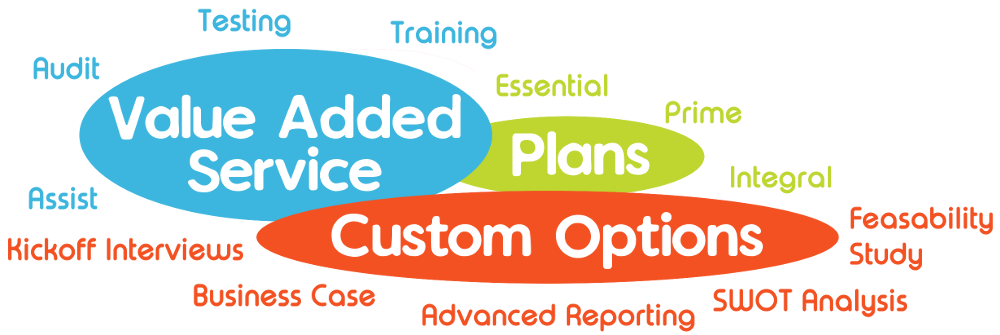 Testing
Training
Audit
Essential
Value Added
Service
Prime
Plans
Integral
Assist
Custom Options
Feasability
Study
Kickoff Interviews
Business Case
Advanced Reporting
SWOT Analysis